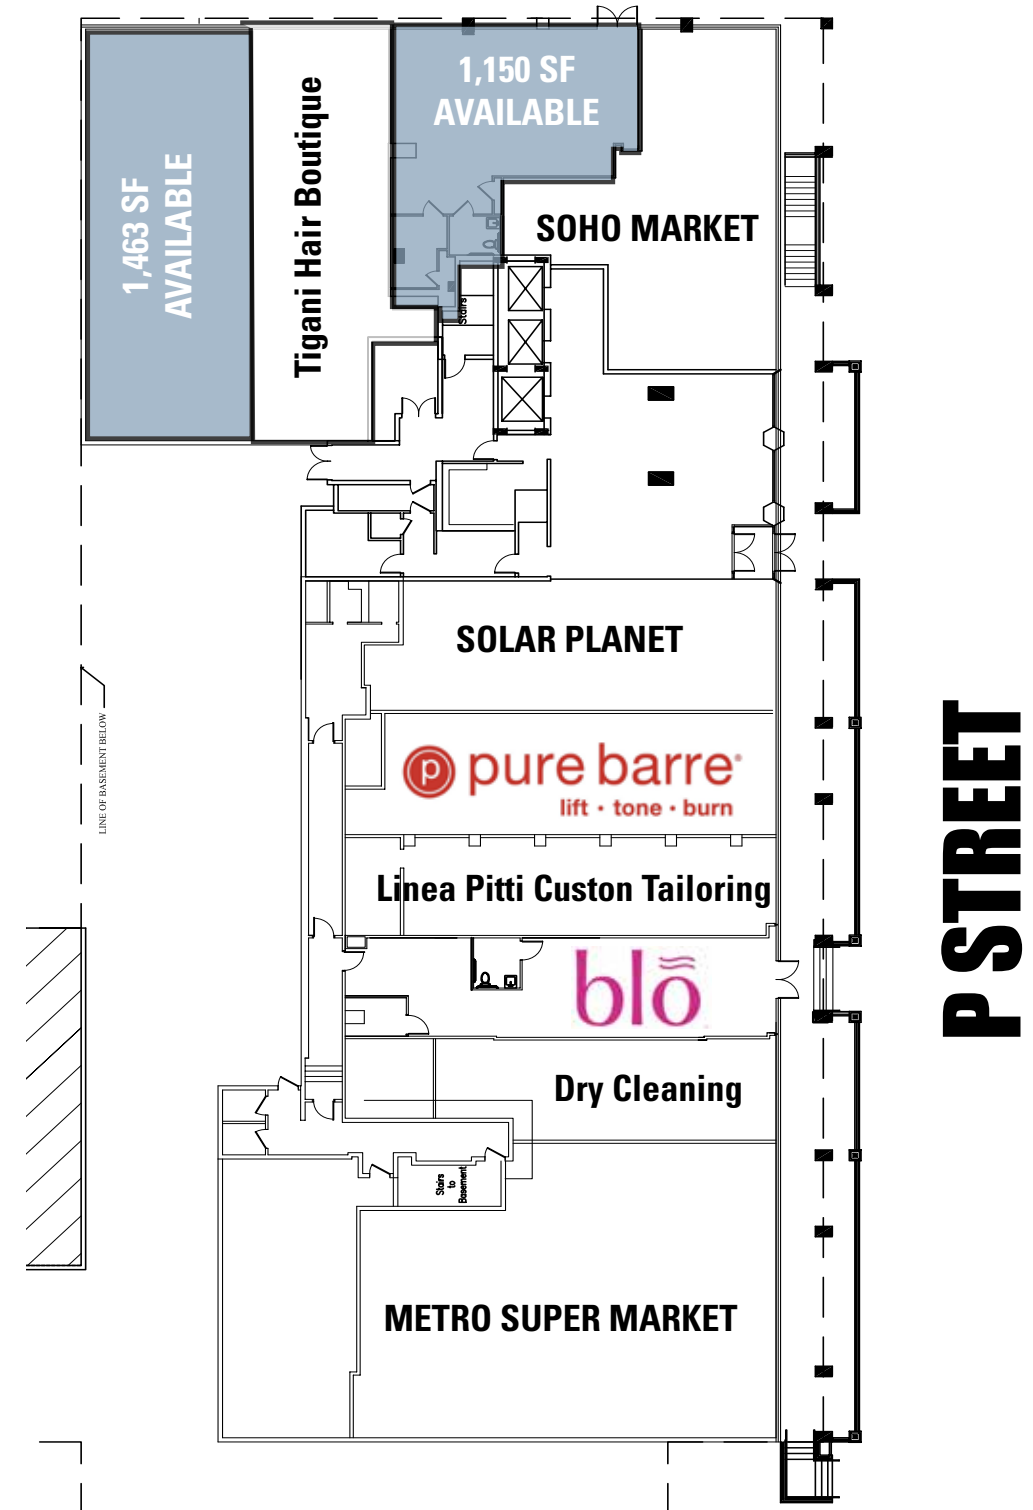 1,463 SF
AVAILABLE
Tigani Hair Boutique
1,150 SF
AVAILABLE
SOHO MARKET
Stairs
SOLAR PLANET
LINE OF BASEMENT BELOW
p pure barre®
lift · tone · burn
Linea Pitti Custon Tailoring
blō
Dry Cleaning
Stairs
to
Basement
METRO SUPER MARKET
P STREET